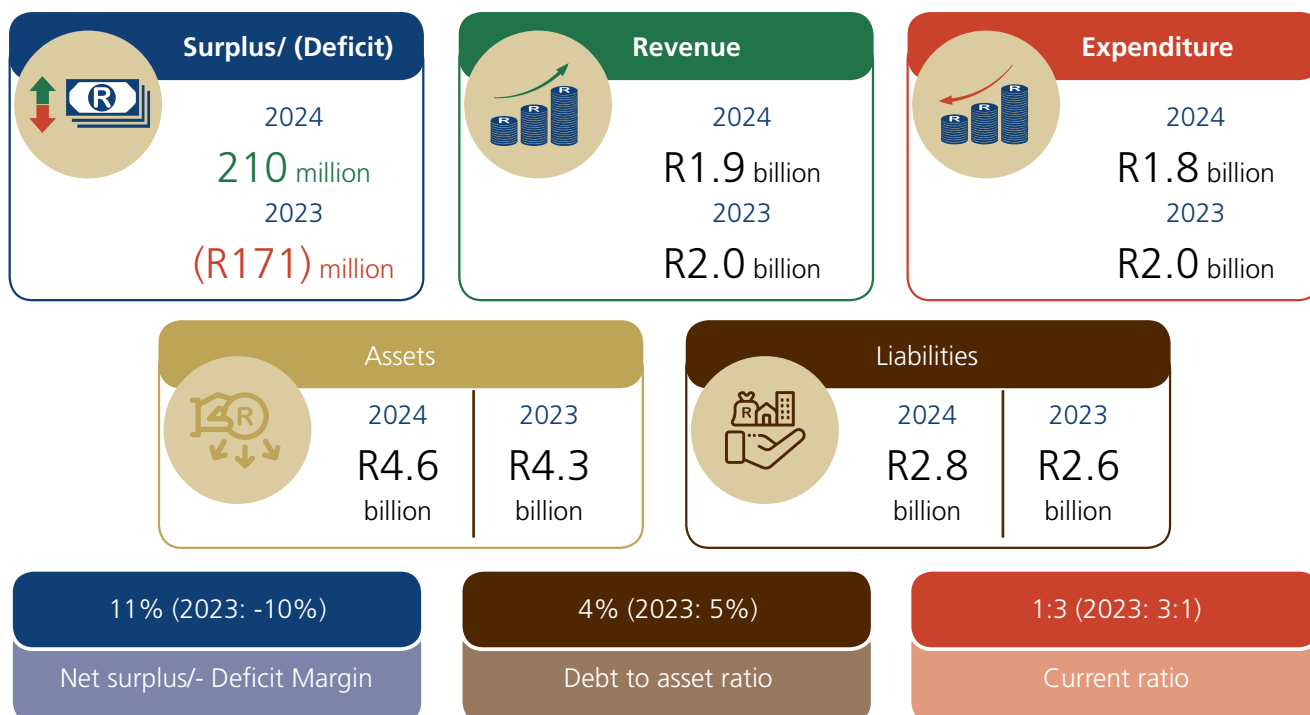 Surplus/ (Deficit)
2024
210 million
2023
(R171) million
Revenue
2024
R1.9 billion
2023
R2.0 billion
Expenditure
2024
R1.8 billion
2023
R2.0 billion
Assets
2024
R4.6
billion
2023
R4.3
billion
Liabilities
2024
R2.8
billion
2023
R2.6
billion
11% (2023: -10%)
Net surplus/- Deficit Margin
4% (2023: 5%)
Debt to asset ratio
1:3 (2023: 3:1)
Current ratio
R
R
R
R
R
R
R
R
R